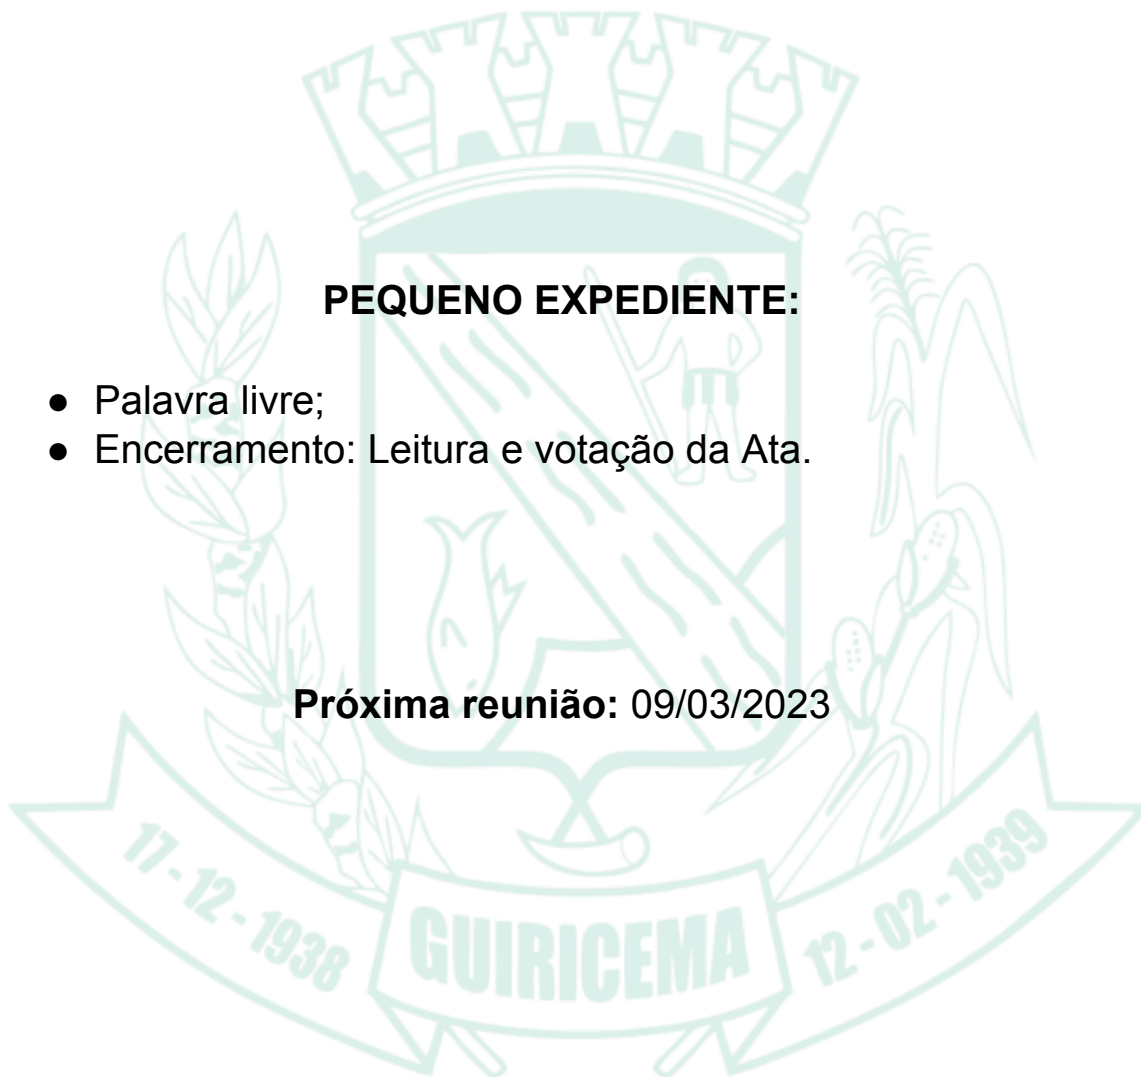 PEQUENO EXPEDIENTE:
● Palavra livre;
● Encerramento: Leitura e votação da Ata.
Próxima reunião: 09/03/2023
17-12-1938
GUIRICEMA
12-02-1939